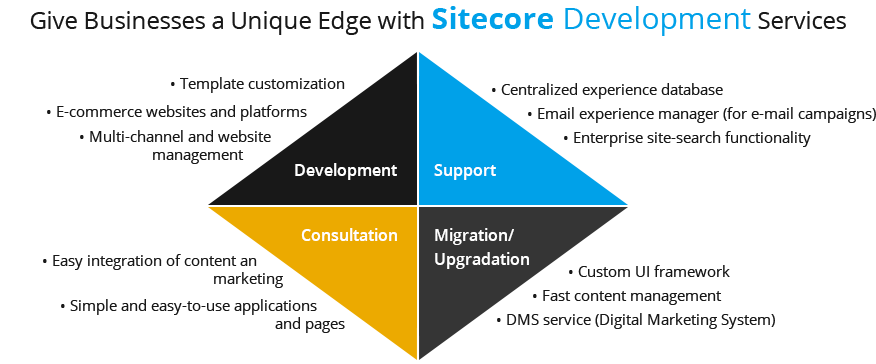 Give Businesses a Unique Edge with Sitecore Development Services
• Template customization
• E-commerce websites and platforms
• Multi-channel and website
management
Development
• Centralized experience database
• Email experience manager (for e-mail campaigns)
• Enterprise site-search functionality
Support
Consultation
• Easy integration of content an
marketing
• Simple and easy-to-use applications
and pages
Migration/
Upgradation
• Custom UI framework
• Fast content management
• DMS service (Digital Marketing System)